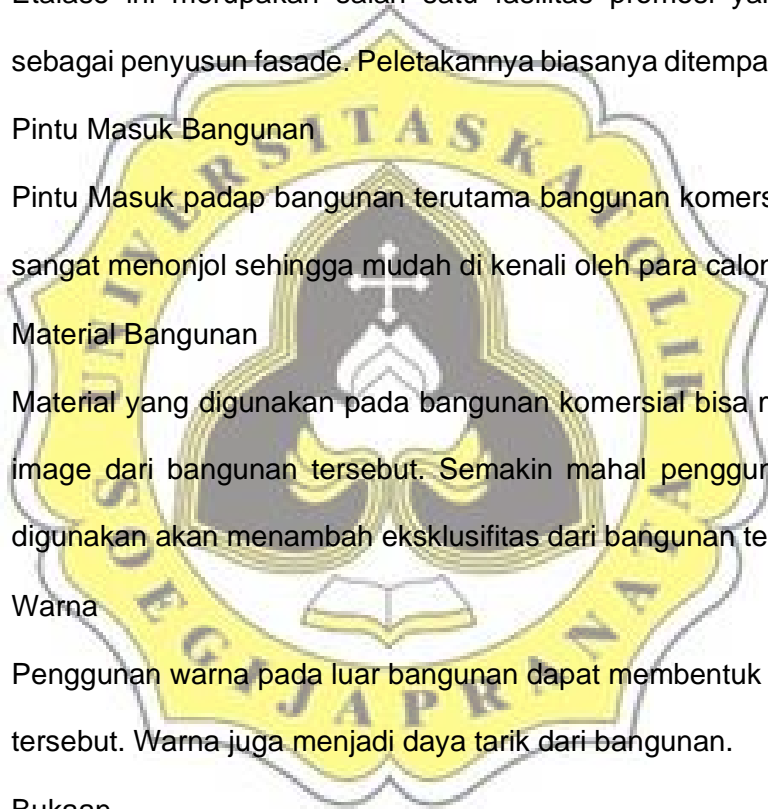 Etalase ini merupakan salah satu fasilitas promosi
sebagai penyusun fasade. Peletakannya biasanya ditempa
Pintu Masuk Bangunan
Pintu Masuk padap bangunan terutama bangunan komers
sangat menonjol sehingga mudah di kenali oleh para calon
Material Bangunan
Material yang digunakan pada bangunan komersial bisa
image dari bangunan tersebut. Semakin mahal penggun
digunakan akan menambah eksklusifitas dari bangunan te
Warna
Penggunan warna pada luar bangunan dapat membentuk
tersebut. Warna juga menjadi daya tarik dari bangunan.
Bukaan
UNIVERSITAS KATOLIK
SOEGIJAPRANATA